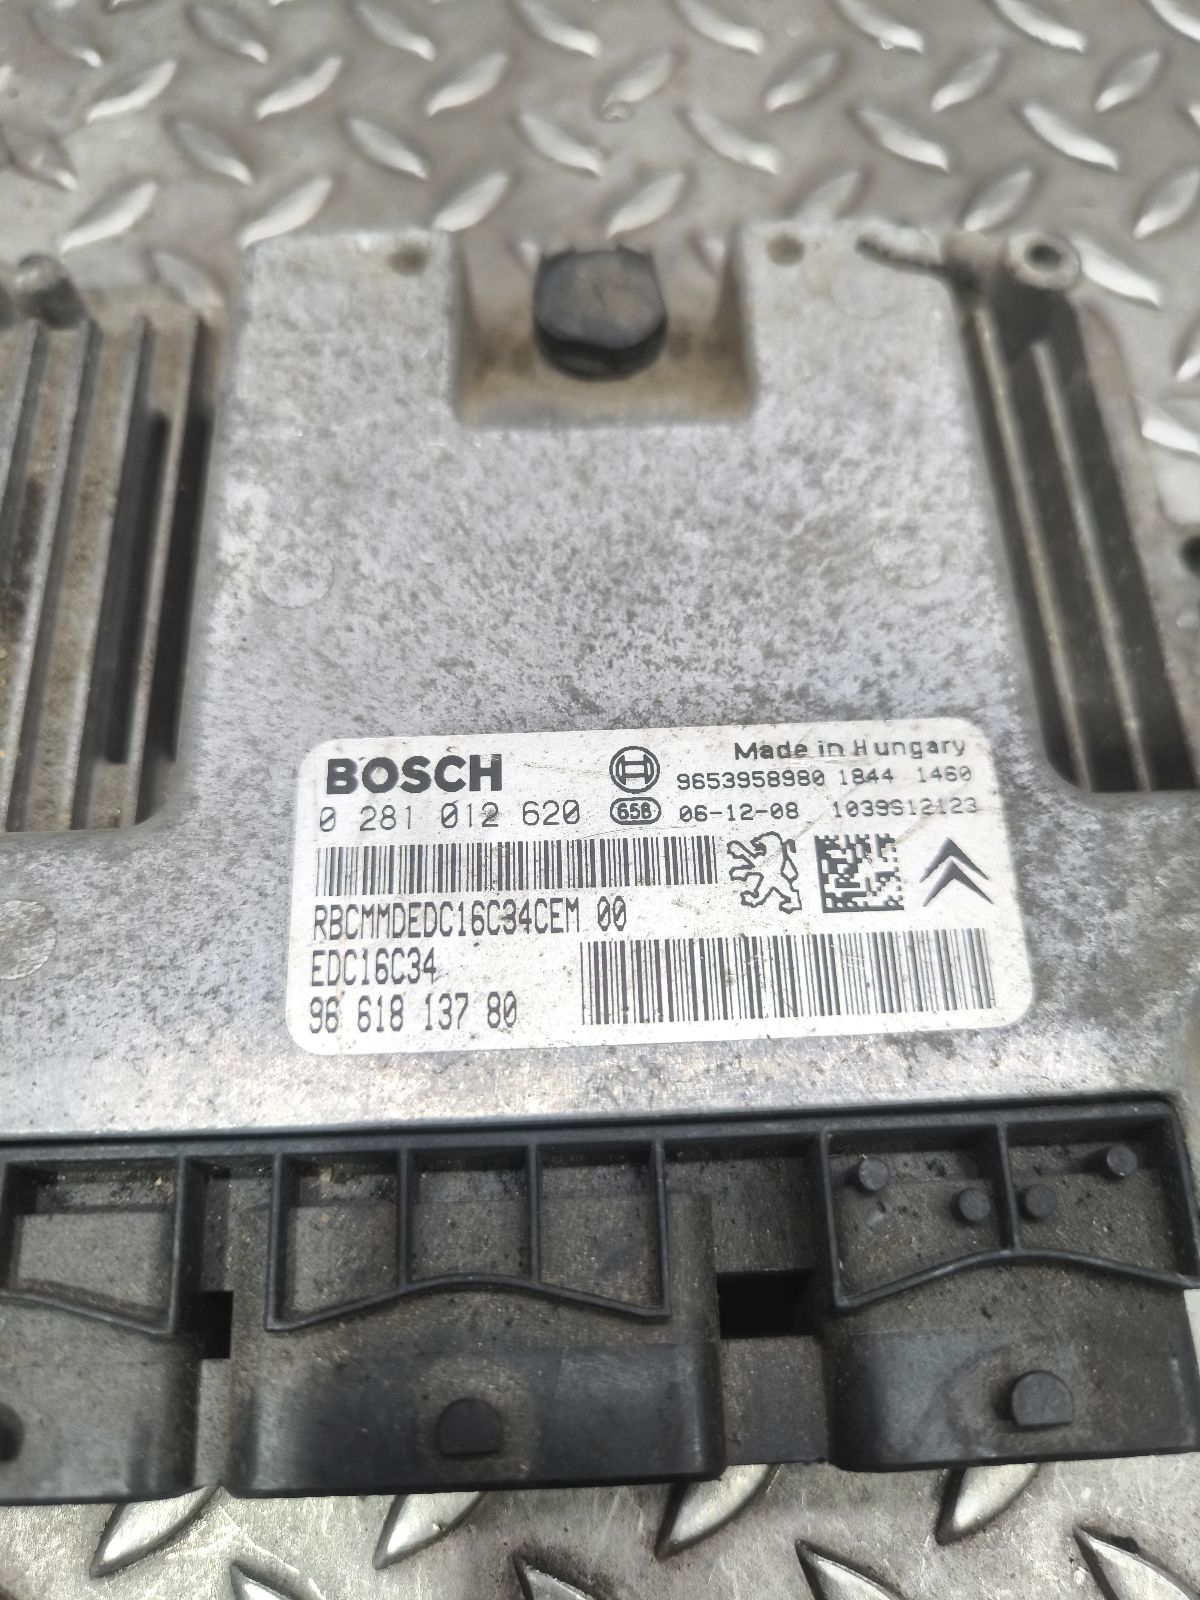 BOSCH
Made in Hungary
9653958980 1844 1460
0 281 012 620
658
06-12-08 1039S12123
RBCMMDEDC16C34CEM 00
EDC16C34
96 618 137 80